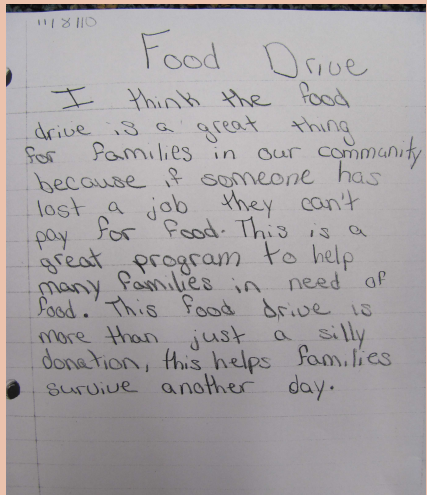 11/8/10
Food Drive
I think the food
drive is a great thing
for families in our community
because if someone has
lost a job they can't
pay for food. This is a
great program to help
many families in need of
food. This food drive is
more than just a silly
donation, this helps families
survive another day.